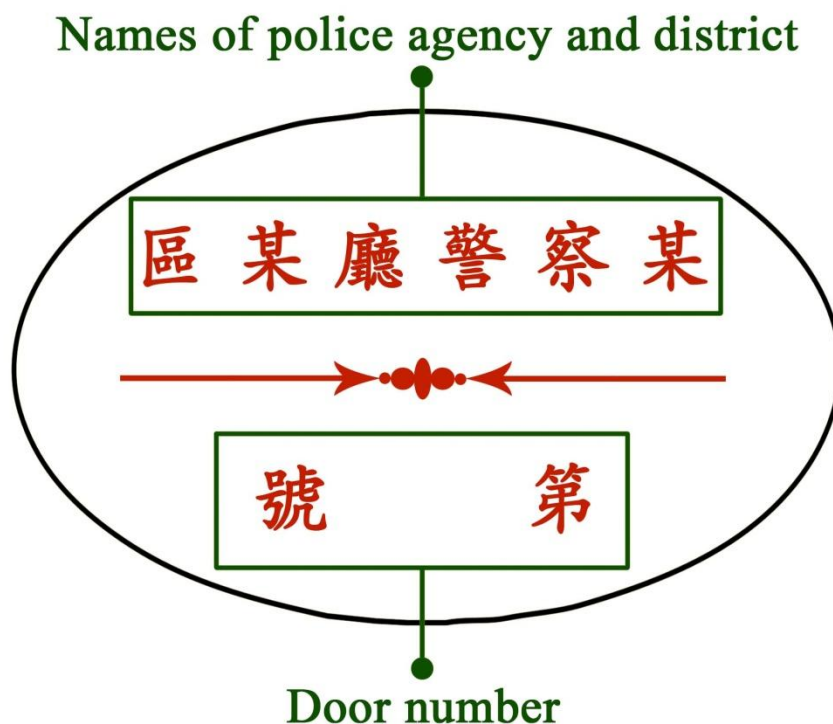 Names of police agency and district
某察警廳某區
第 號
Door number